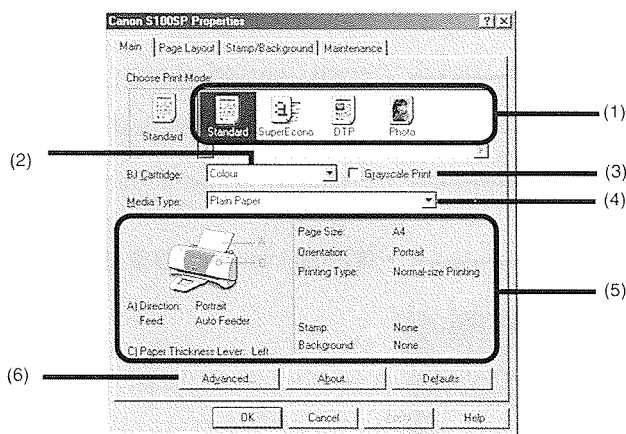 Canon S100SP Properties
Main Page Layout Stamp/Background Maintenance
Choose Print Mode
Standard Standard SuperEcono DTP Photo
(1)
(2)
BJ Cartridge: Colour Grayscale Print
(3)
Media Type: Plain Paper
(4)
A
C
Page Size: A4
Orientation: Portrait
Printing Type: Normal-size Printing
(5)
A) Direction: Portrait
Feed: Auto Feeder
Stamp: None
Background: None
C) Paper Thickness Lever: Left
(6)
Advanced... About... Defaults
OK Cancel Help